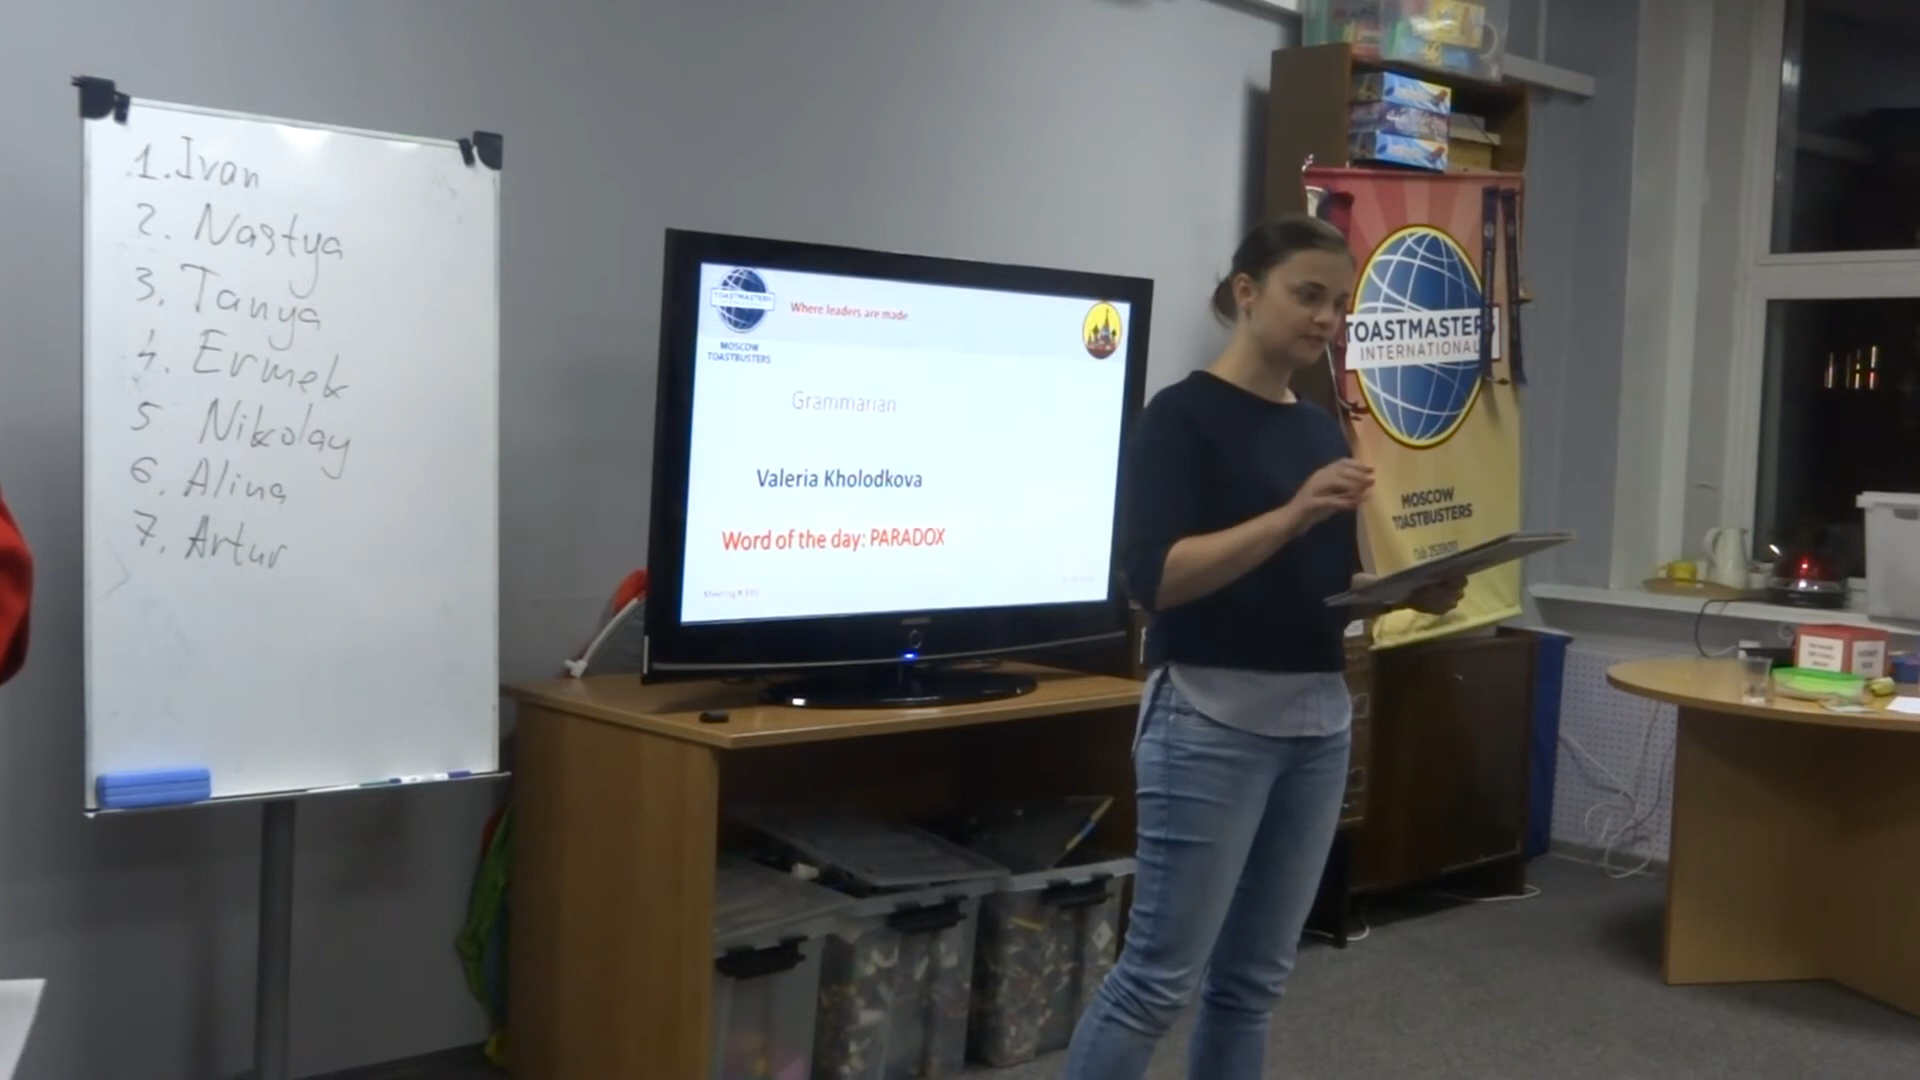 1. Ivan
2. Nastya
3. Tanya
4. Ermek
5 Nikolay
6. Alina
7. Artur
TOASTMASTERS
MOSCOW
TOASTBUSTERS
Where leaders are made
Grammarian
Valeria Kholodkova
Word of the day: PARADOX
Meeting #
TOASTMASTERS
INTERNATIONAL
MOSCOW
TOASTBUSTERS